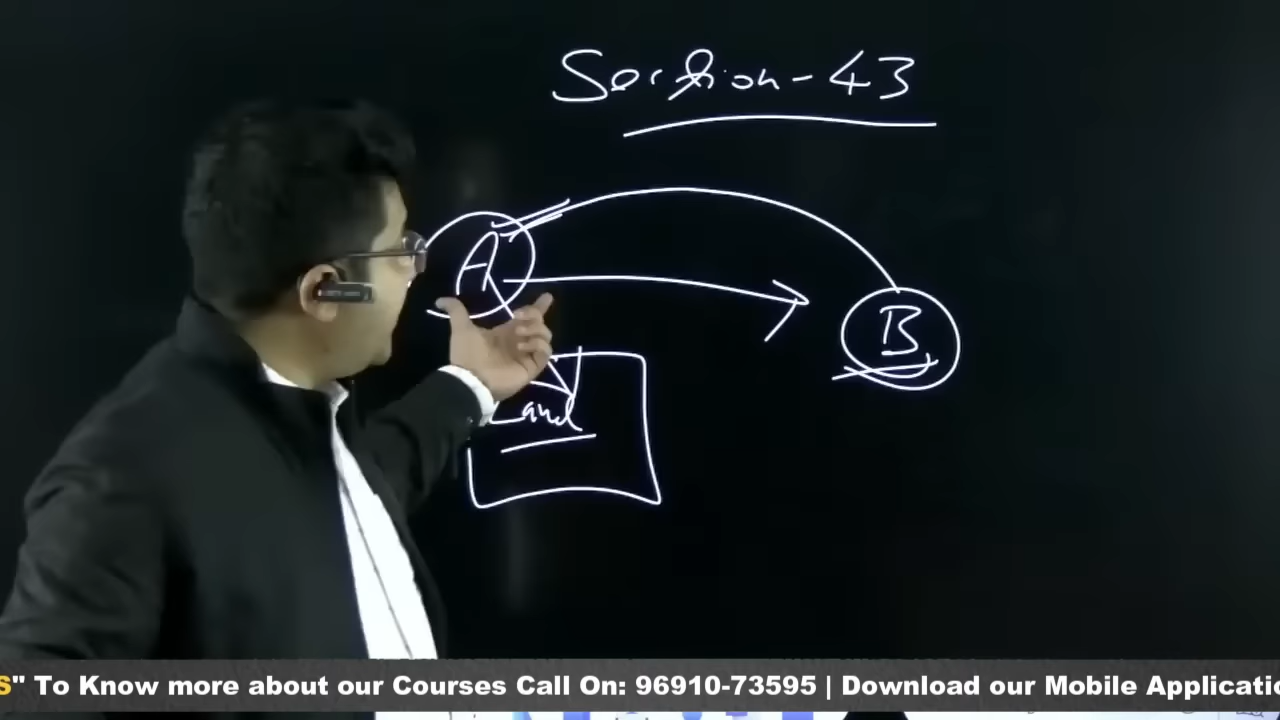 Section-43
A
B
Land
S" To Know more about our Courses Call On: 96910-73595 | Download our Mobile Applicatio